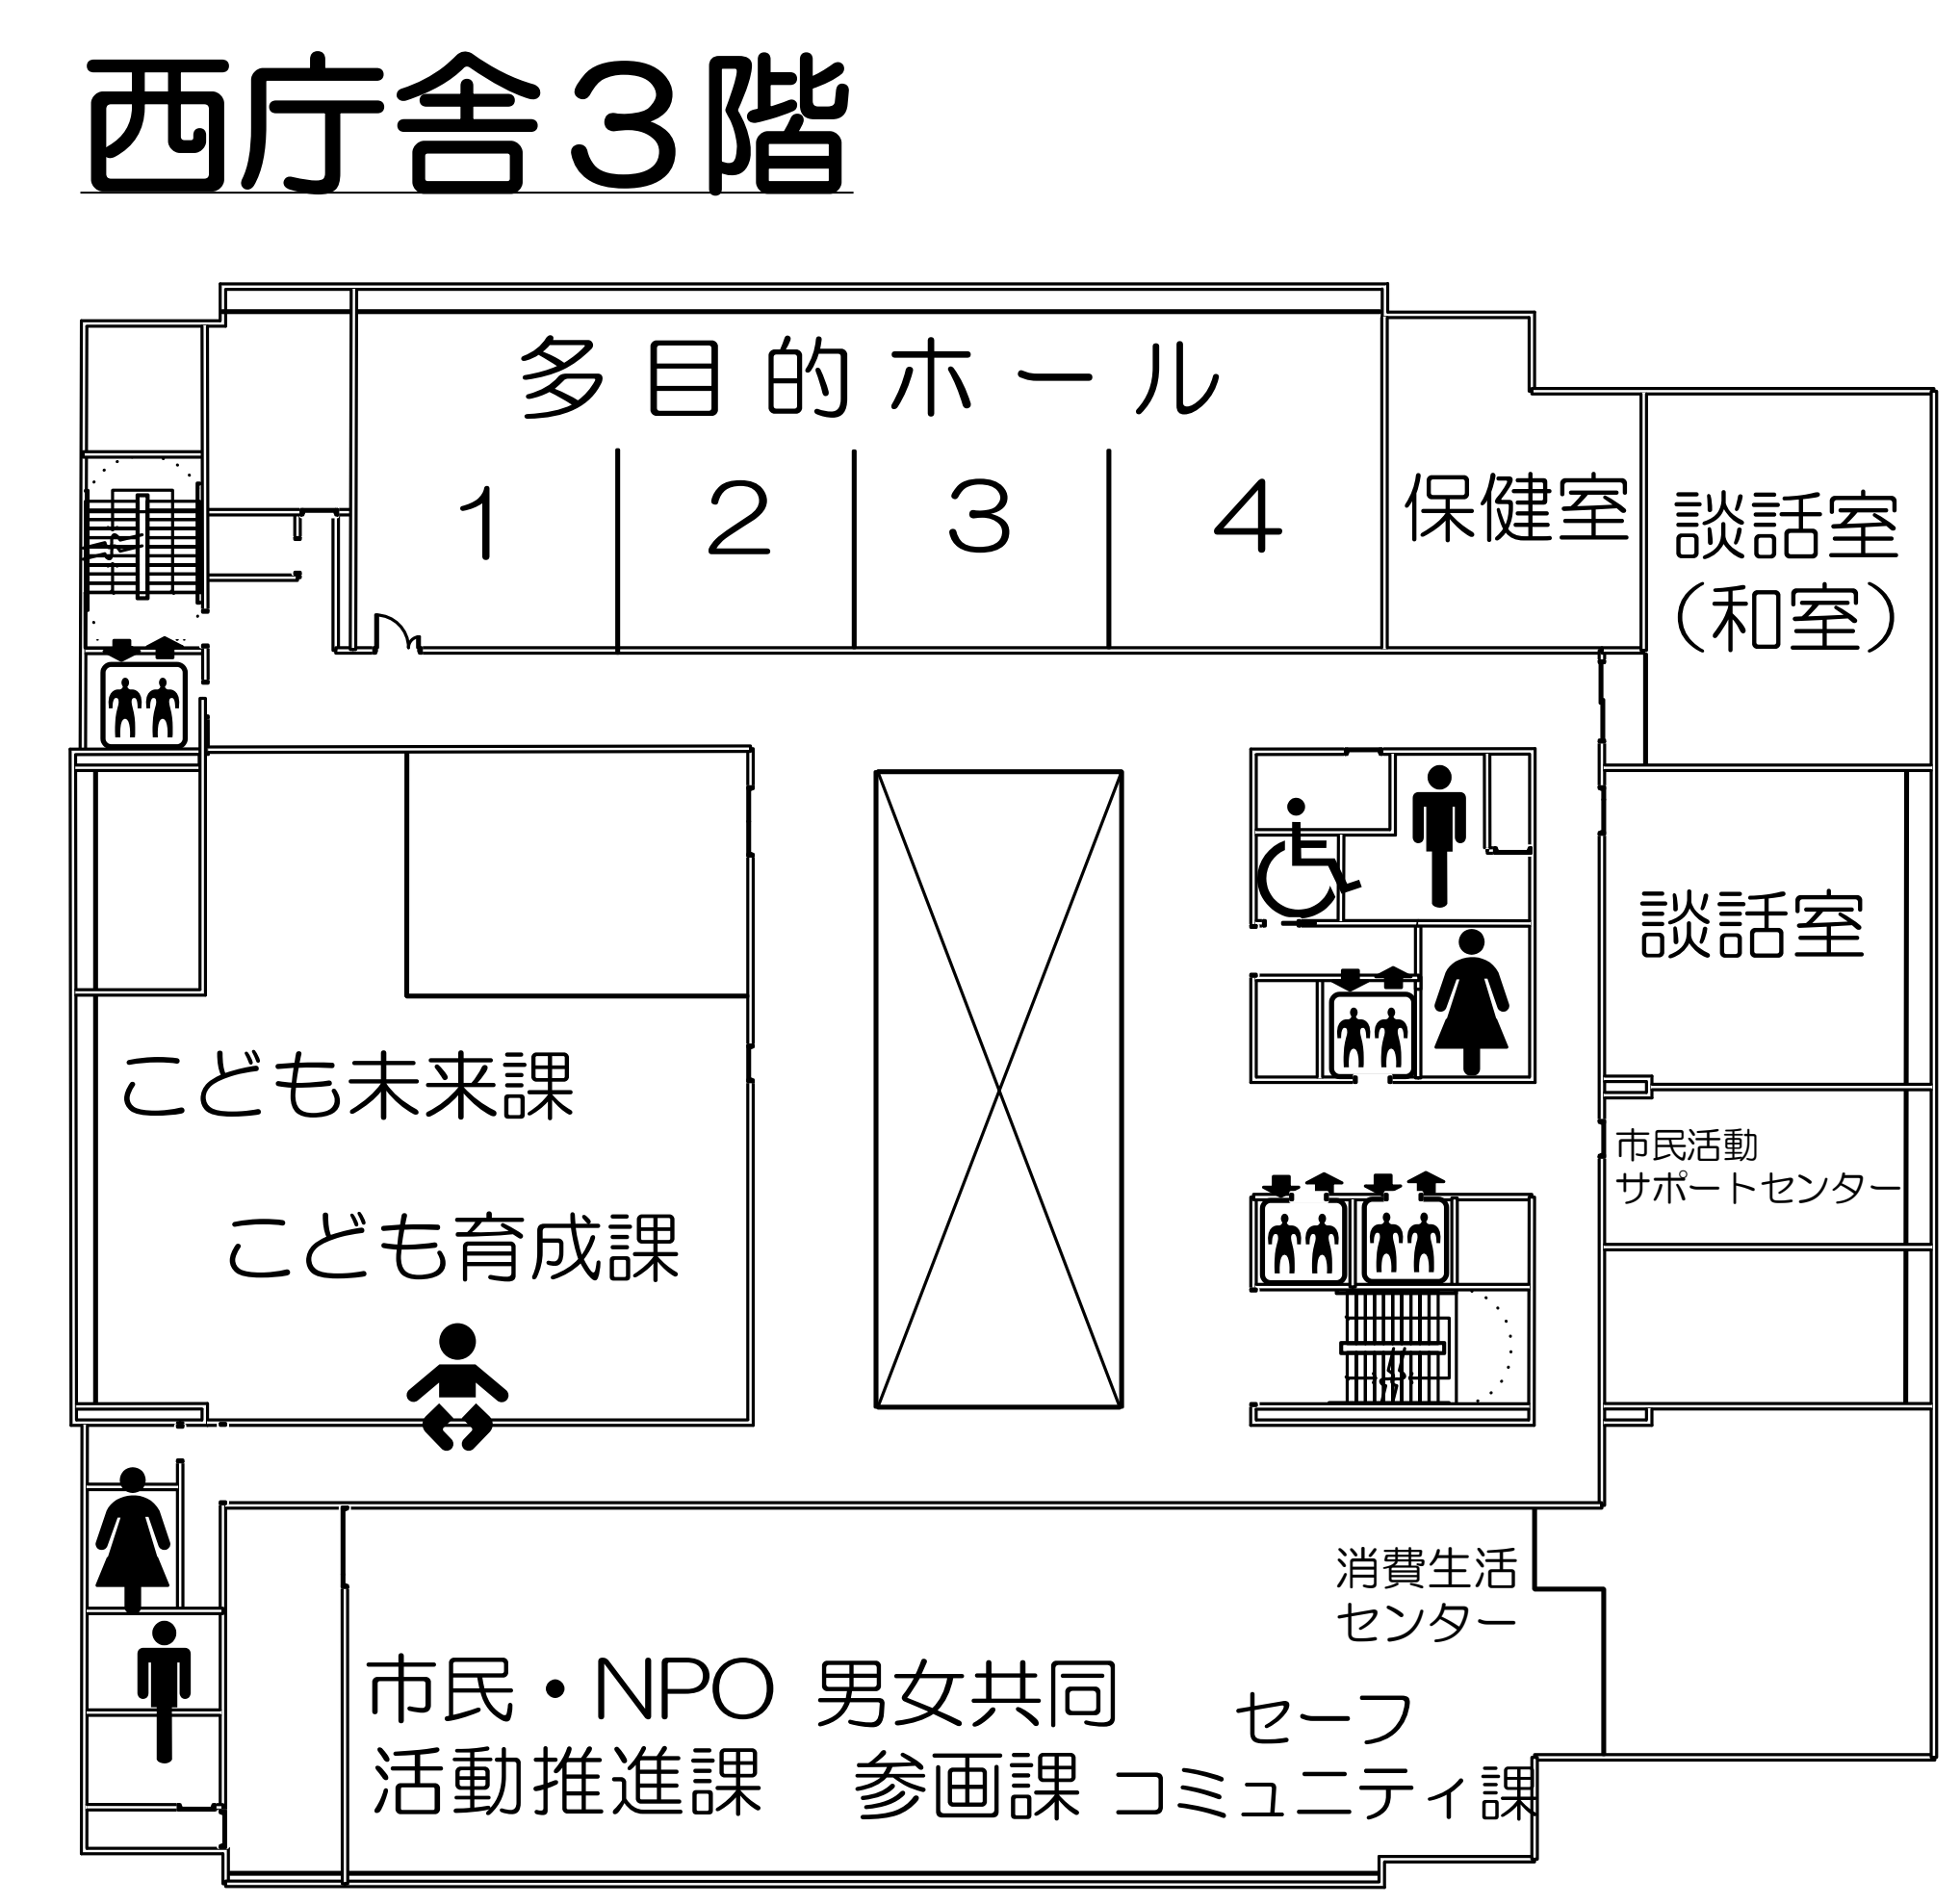 西庁舎3階
多目的ホール
1 2 3 4
保健室
談話室
(和室)
談話室
こども未来課
市民活動
サポートセンター
こども育成課
消費生活
センター
市民・NPO
活動推進課
男女共同
参画課
セーフ
コミュニティ課